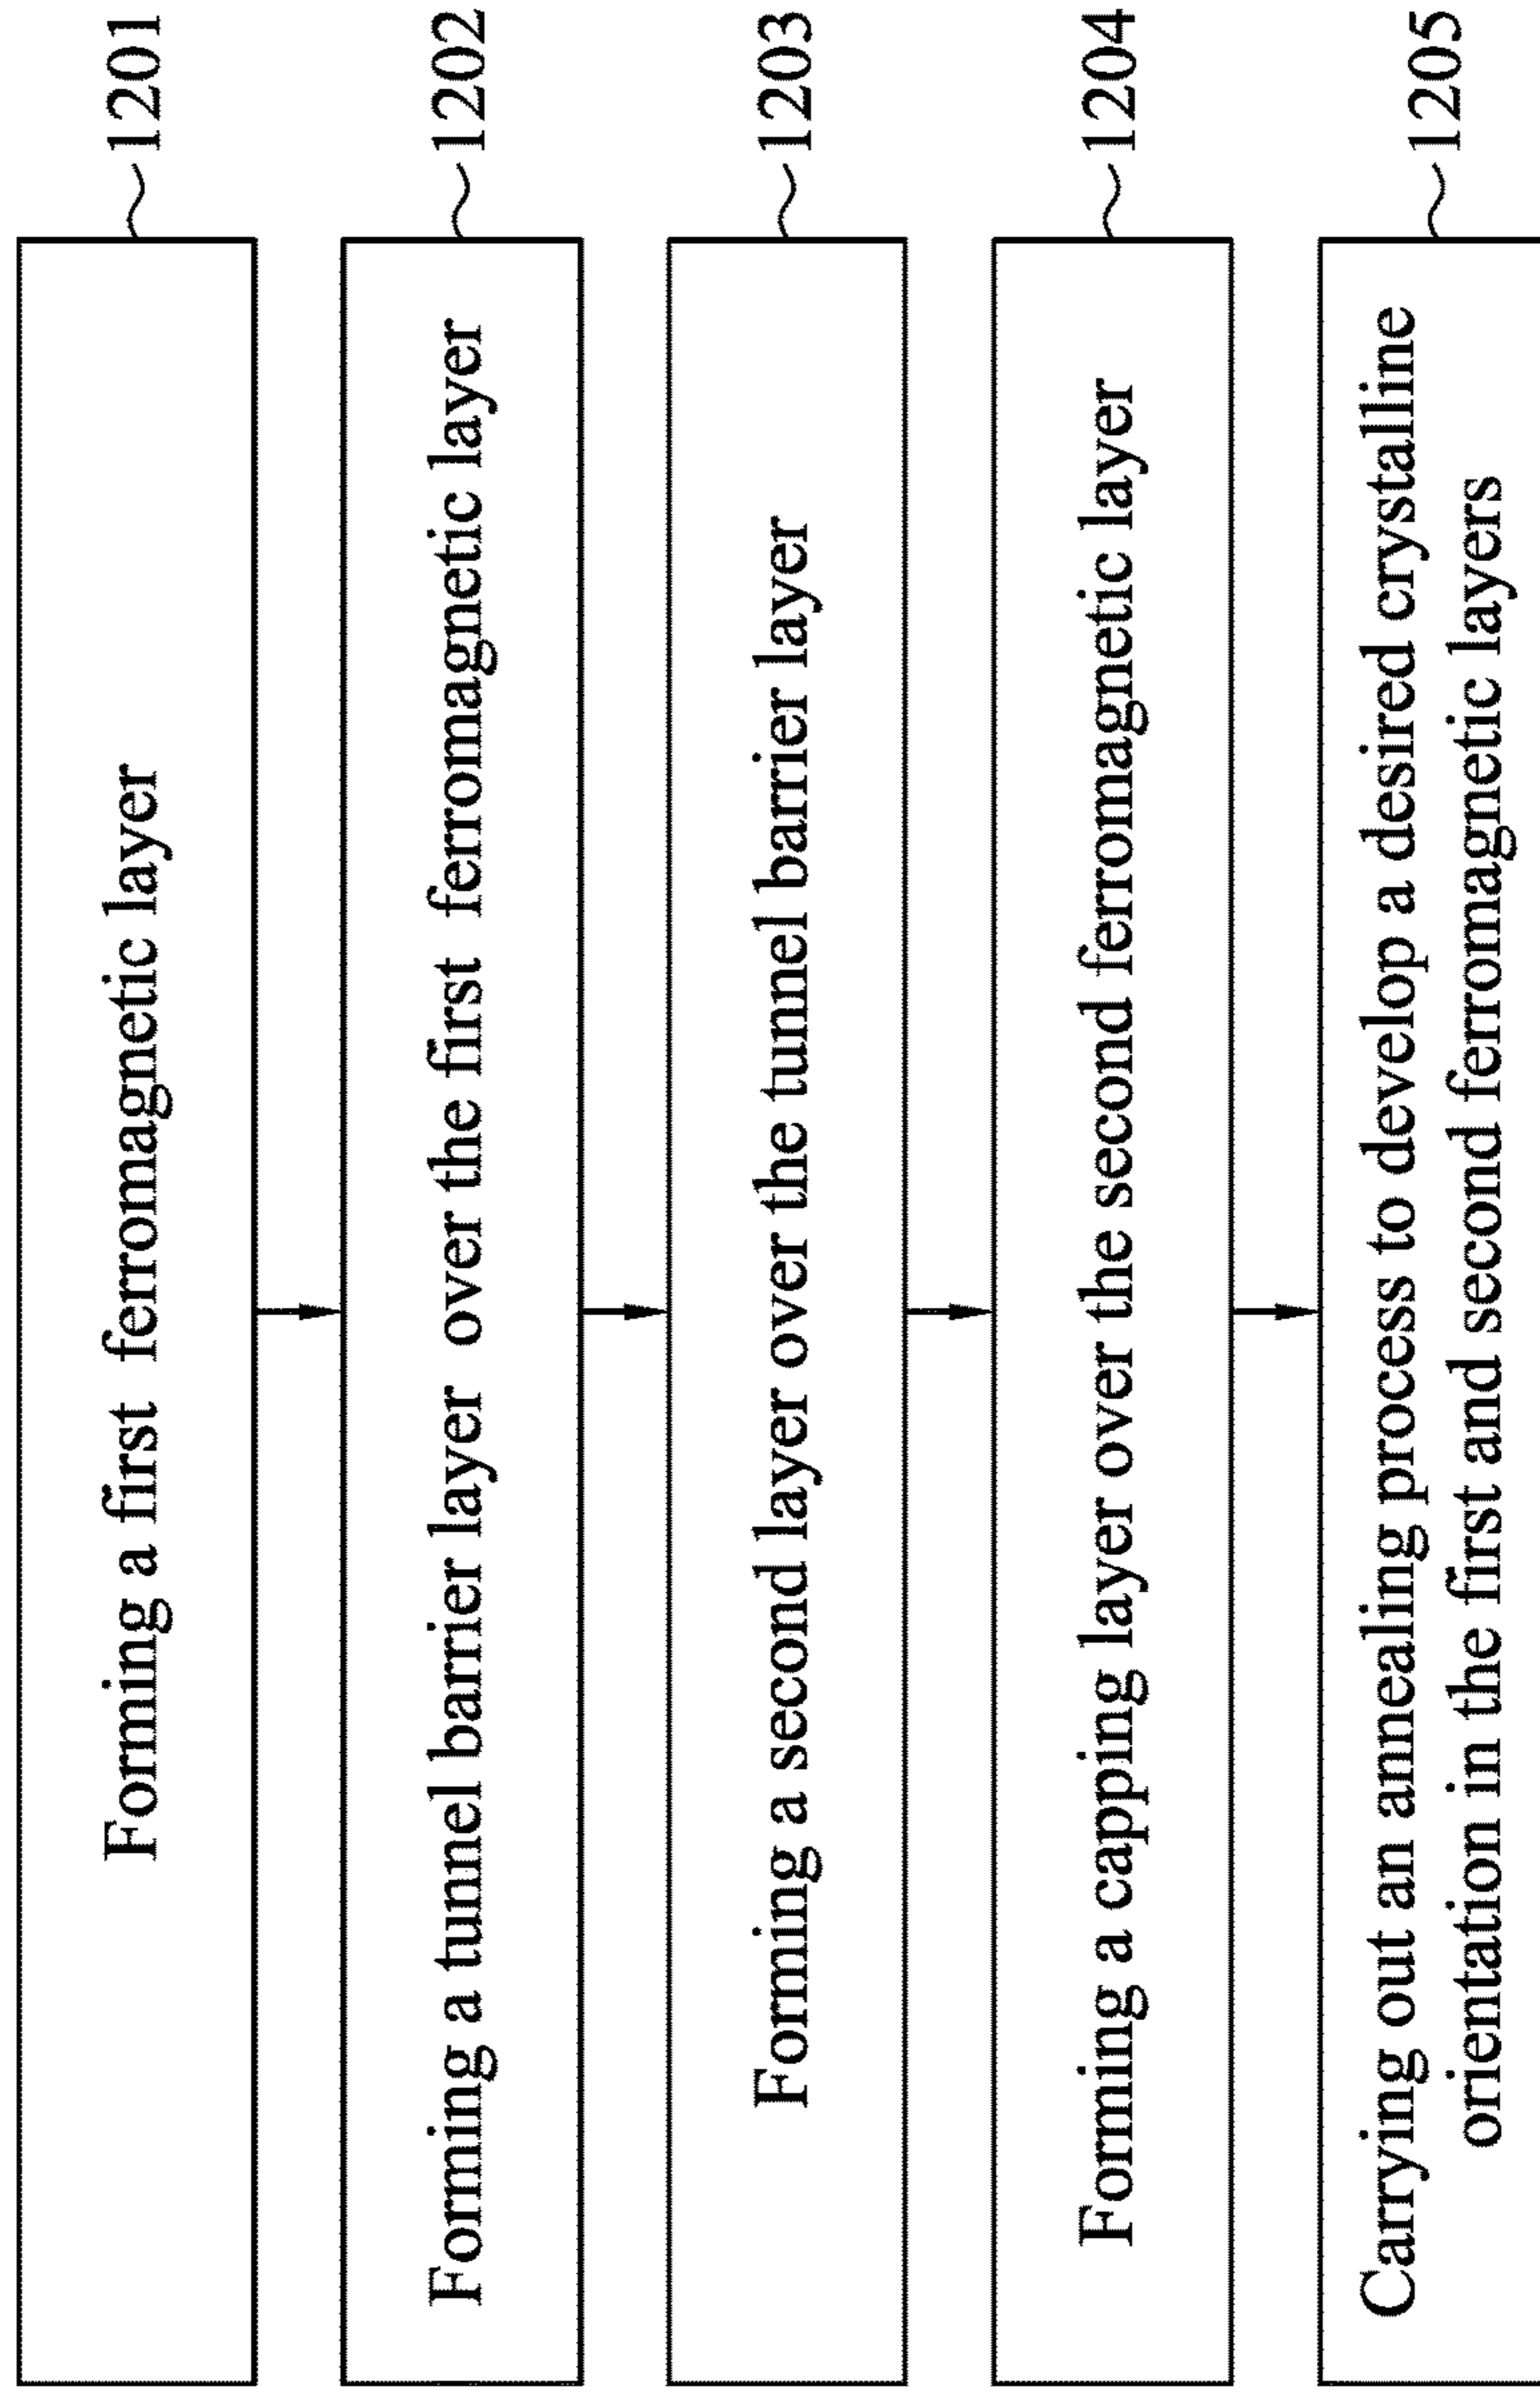 Forming a first ferromagnetic layer
1201
Forming a tunnel barrier layer over the first ferromagnetic layer
1202
Forming a second layer over the tunnel barrier layer
1203
Forming a capping layer over the second ferromagnetic layer
1204
Carrying out an annealing process to develop a desired crystalline
orientation in the first and second ferromagnetic layers
1205